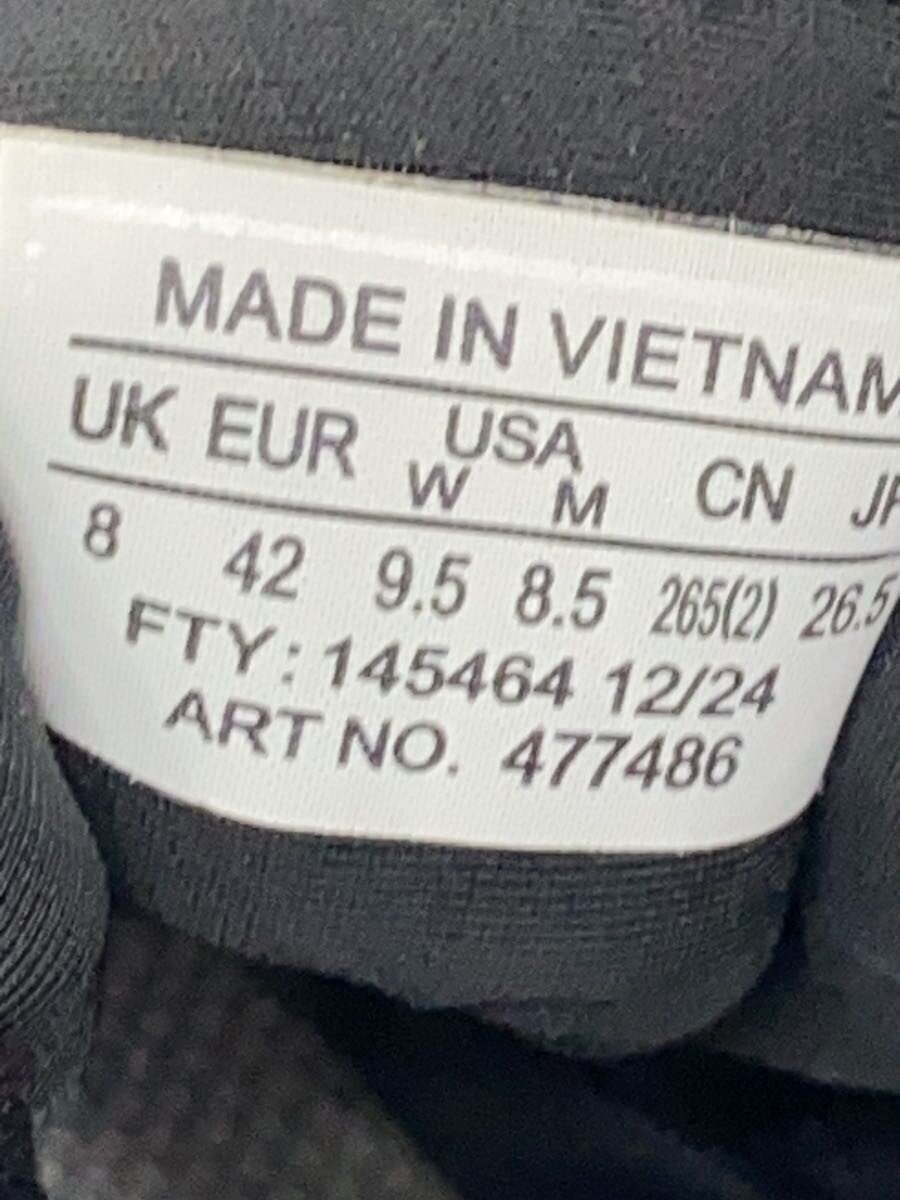 MADE IN VIETNAM
UK EUR USA CN
W M
8 42 9.5 8.5 265(2) 26.5
FTY: 145464 12/24
ART NO. 477486